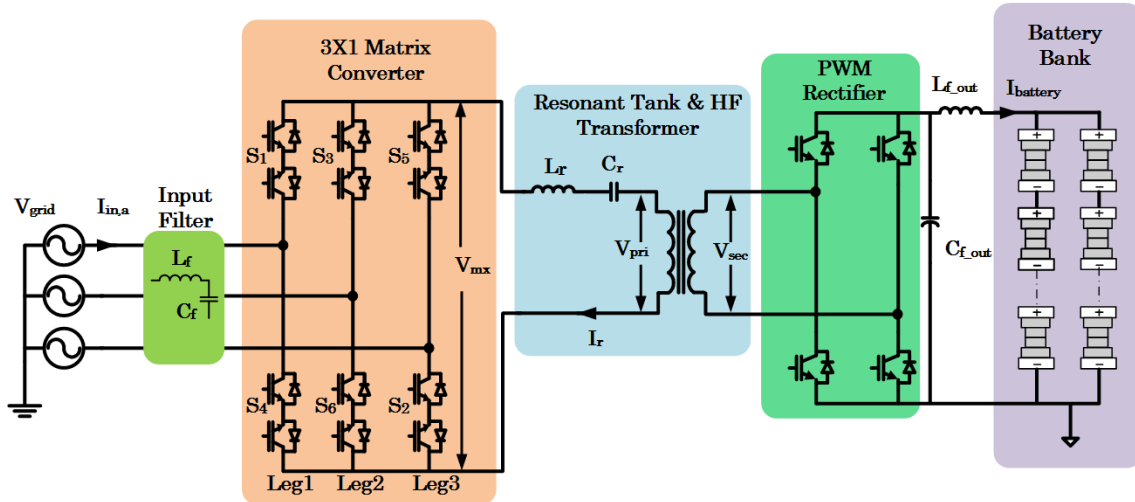 3X1 Matrix
Converter
S1
S3
S5
S4
S6
S2
Leg1
Leg2
Leg3
Vmx
Vgrid
Iin,a
Input
Filter
Lf
Cf
Resonant Tank & HF
Transformer
Lr
Cr
Vpri
Vsec
Ir
PWM
Rectifier
Lf_out
Cf_out
Ibattery
Battery
Bank
+
+
−
−
+
+
−
−
+
+
−
−